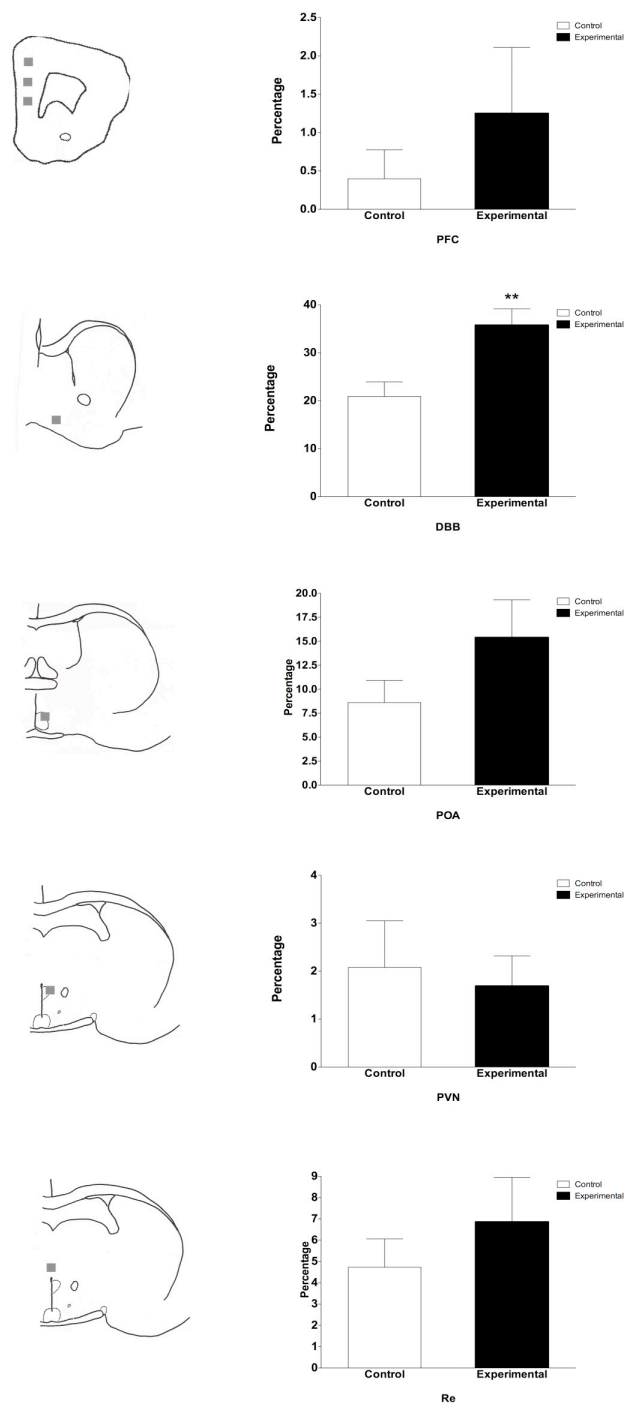 2.5
2.0
1.5
1.0
0.5
0.0
Percentage
Control
Experimental
Control
Experimental
PFC
40
30
20
10
0
Percentage
**
Control
Experimental
Control
Experimental
DBB
20.0
17.5
15.0
12.5
10.0
7.5
5.0
2.5
0.0
Percentage
Control
Experimental
Control
Experimental
POA
4
3
2
1
0
Percentage
Control
Experimental
Control
Experimental
PVN
9
8
7
6
5
4
3
2
1
0
Percentage
Control
Experimental
Control
Experimental
Re